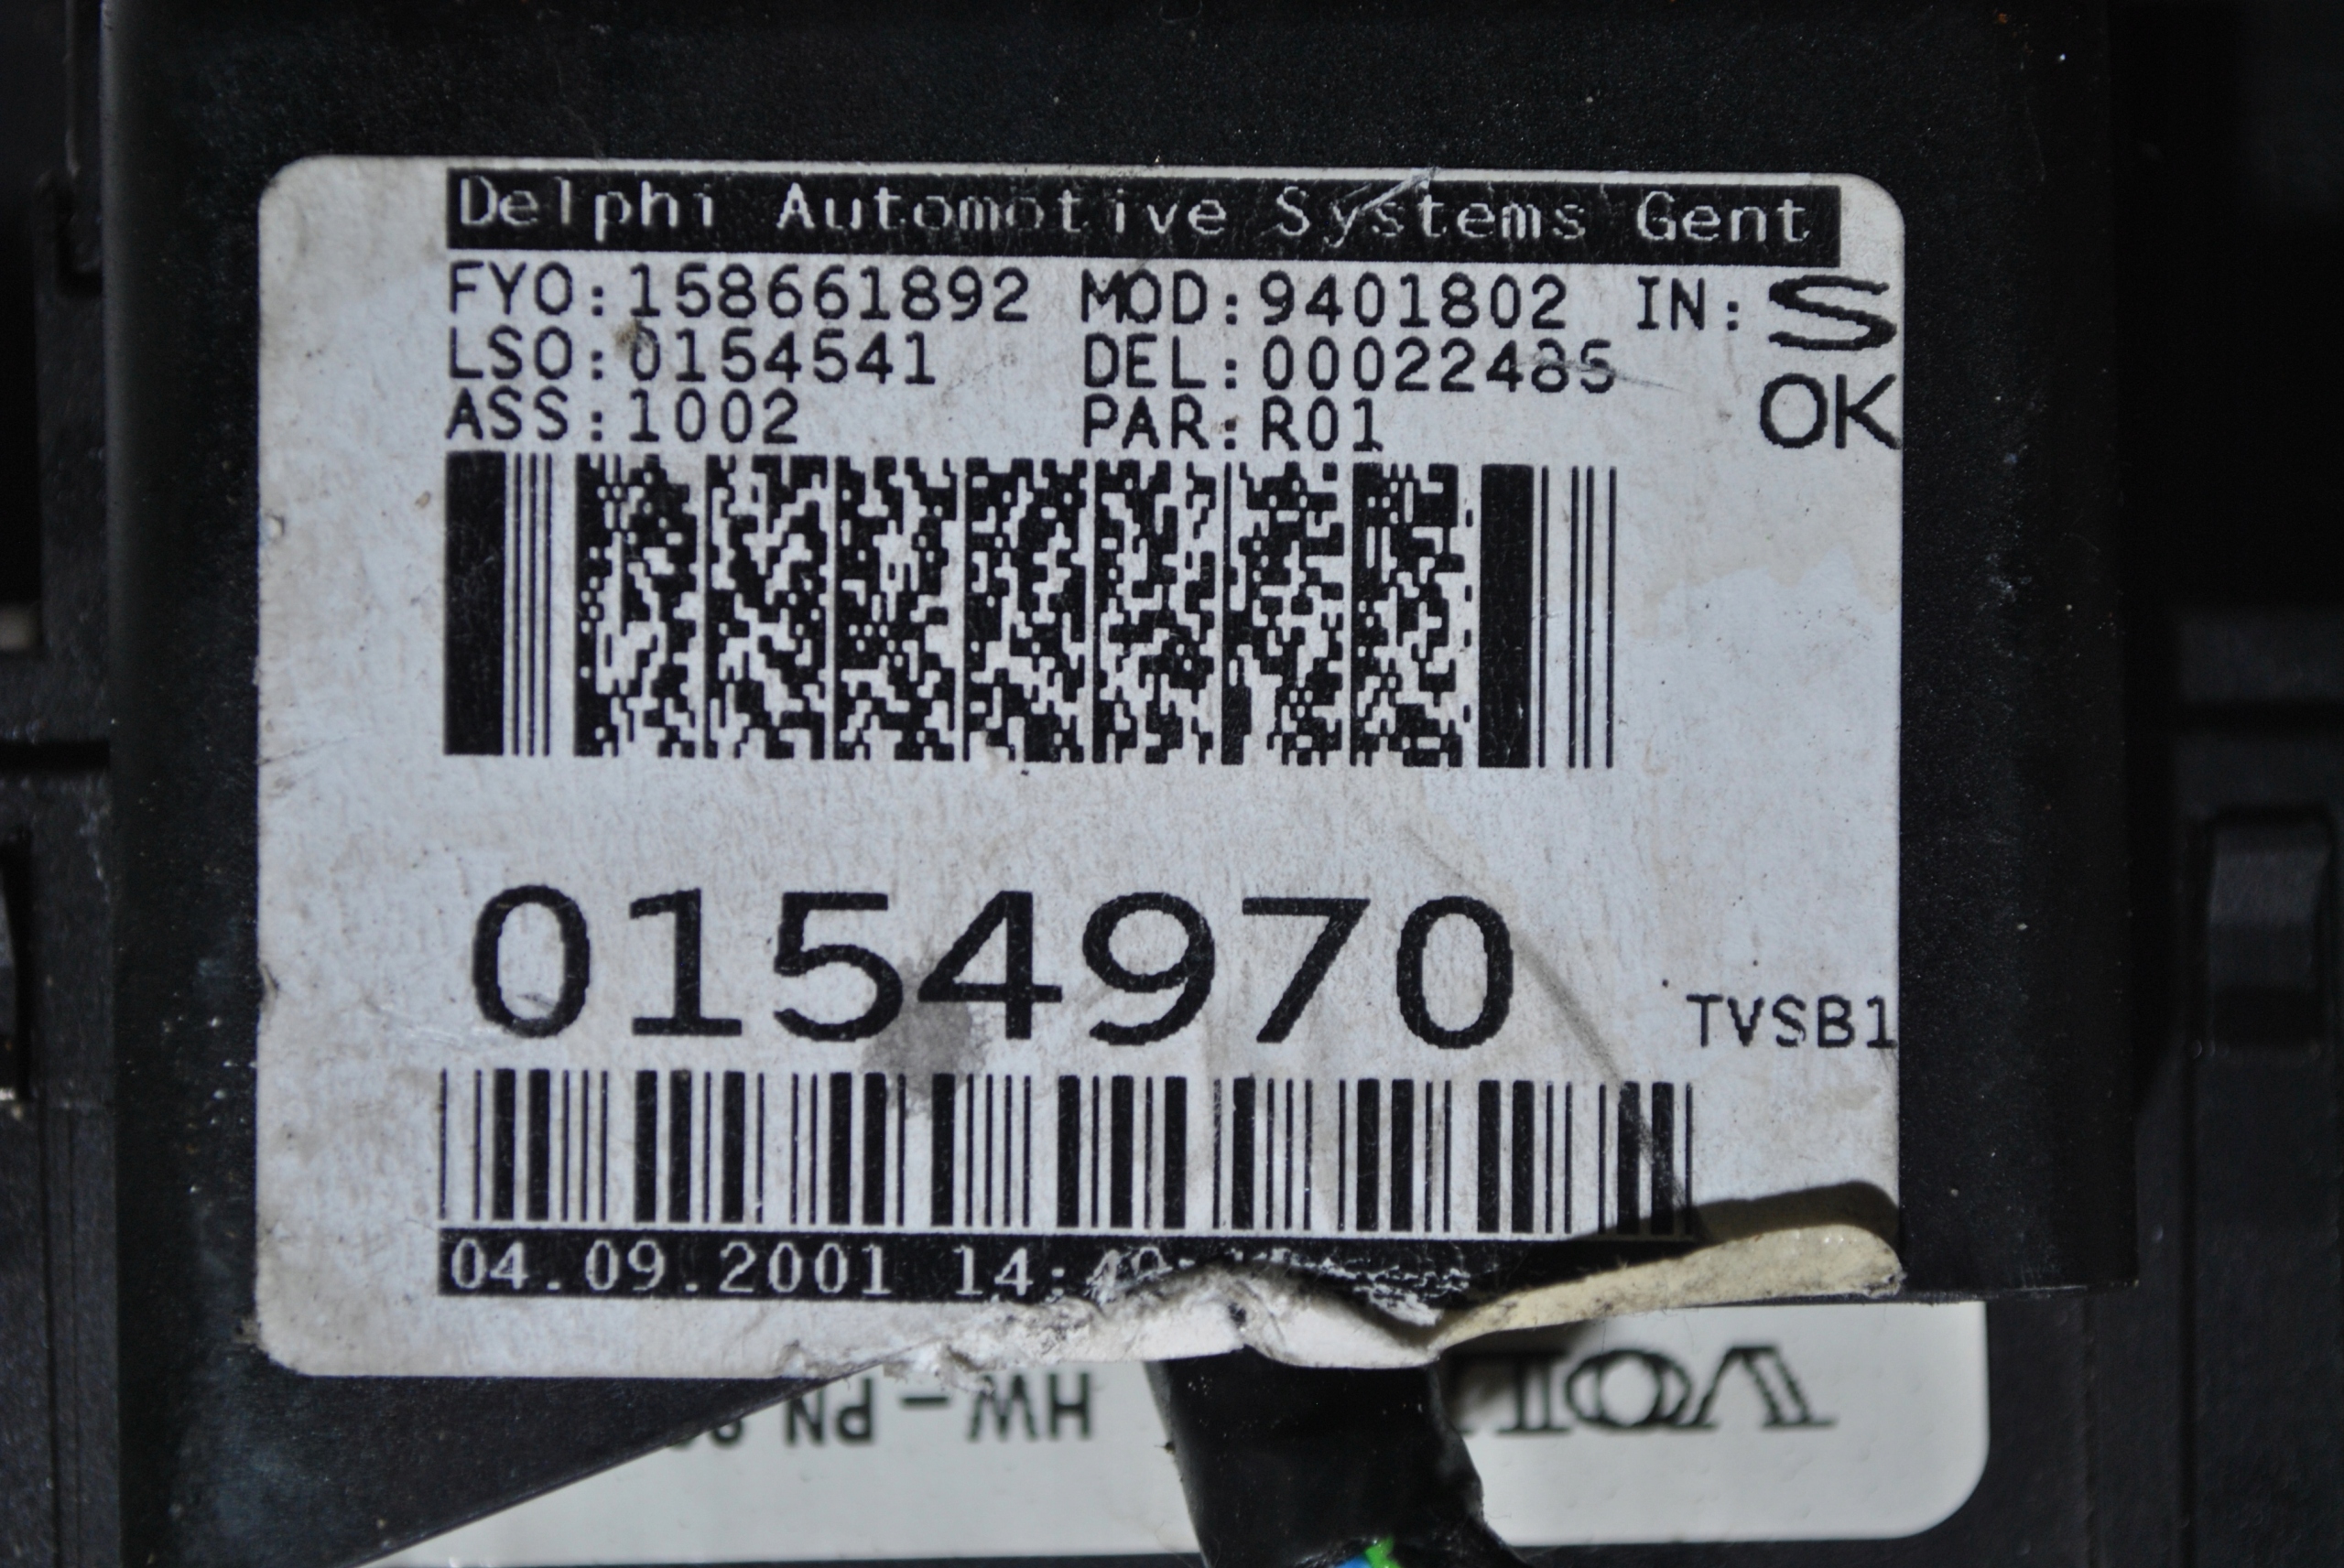 Delphi Automotive Systems Gent
FYO:158661892 MOD:9401802 IN:S
LSO:0154541 DEL:00022485 OK
ASS:1002 PAR:R01
0154970
TVSB1
04.09.2001 14:40
HW-PN